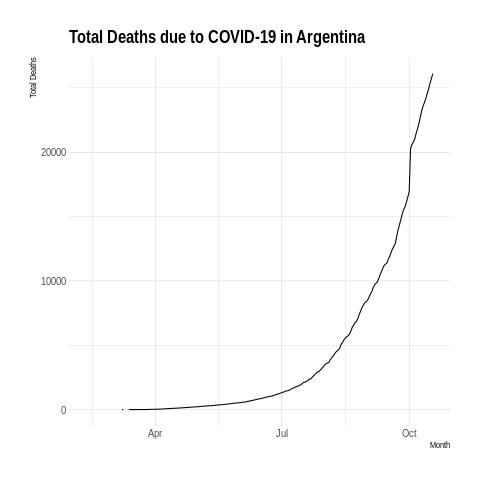 Total Deaths due to COVID-19 in Argentina
Total Deaths
20000
10000
0
Apr Jul Oct
Month